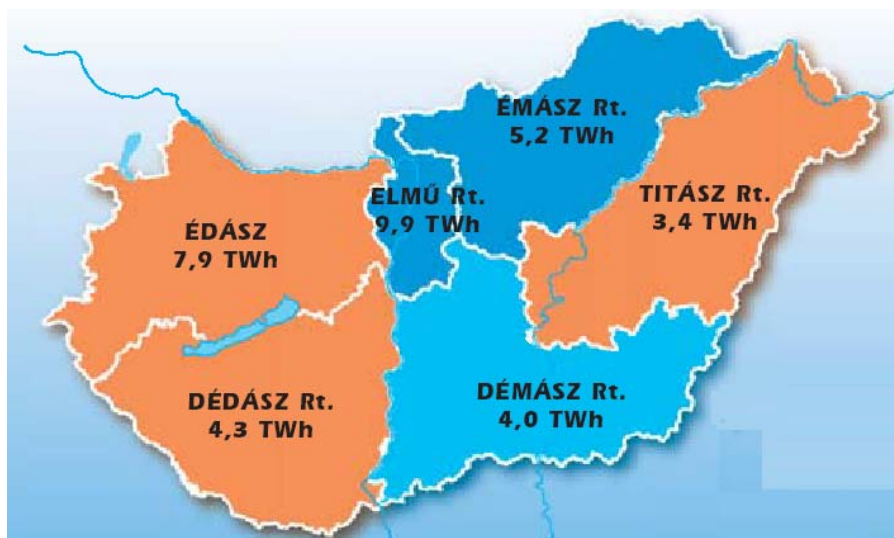 ÉMÁSZ Rt.
5,2 TWh
ELMŰ Rt.
9,9 TWh
TITÁSZ Rt.
3,4 TWh
ÉDÁSZ
7,9 TWh
DÉDÁSZ Rt.
4,3 TWh
DÉMÁSZ Rt.
4,0 TWh